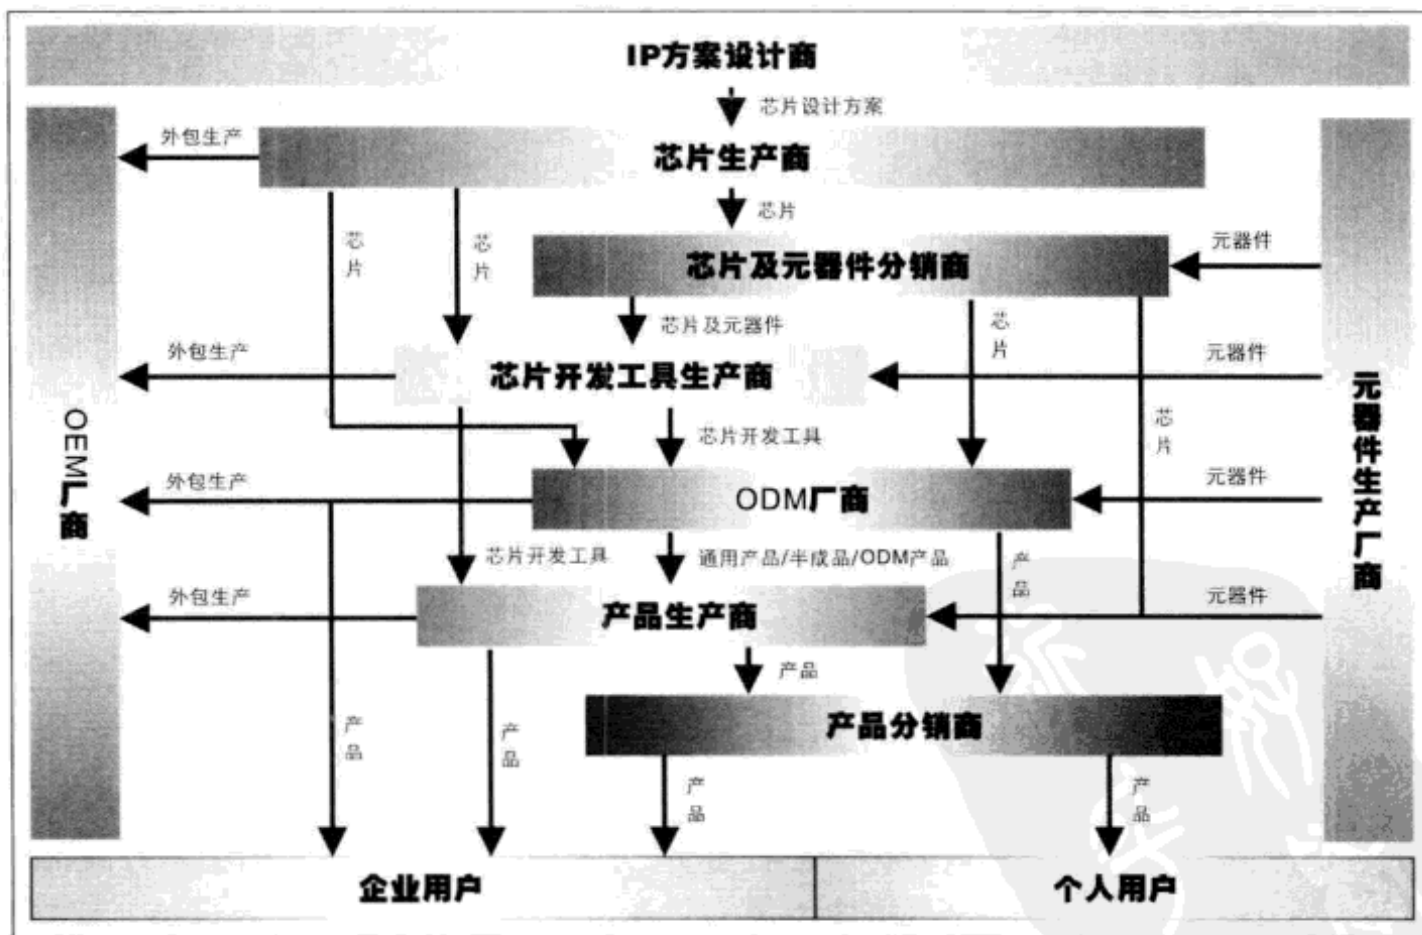 IP方案设计商
芯片设计方案
外包生产
芯片生产商
芯片
芯片
芯片
元器件
芯片及元器件分销商
芯片及元器件
芯片
外包生产
芯片开发工具生产商
元器件
OEM厂商
元器件生产厂商
芯片
芯片开发工具
外包生产
ODM厂商
元器件
芯片开发工具
通用产品/半成品/ODM产品
产品
外包生产
产品生产商
元器件
产品
产品
产品
产品分销商
产品
产品
企业用户
个人用户